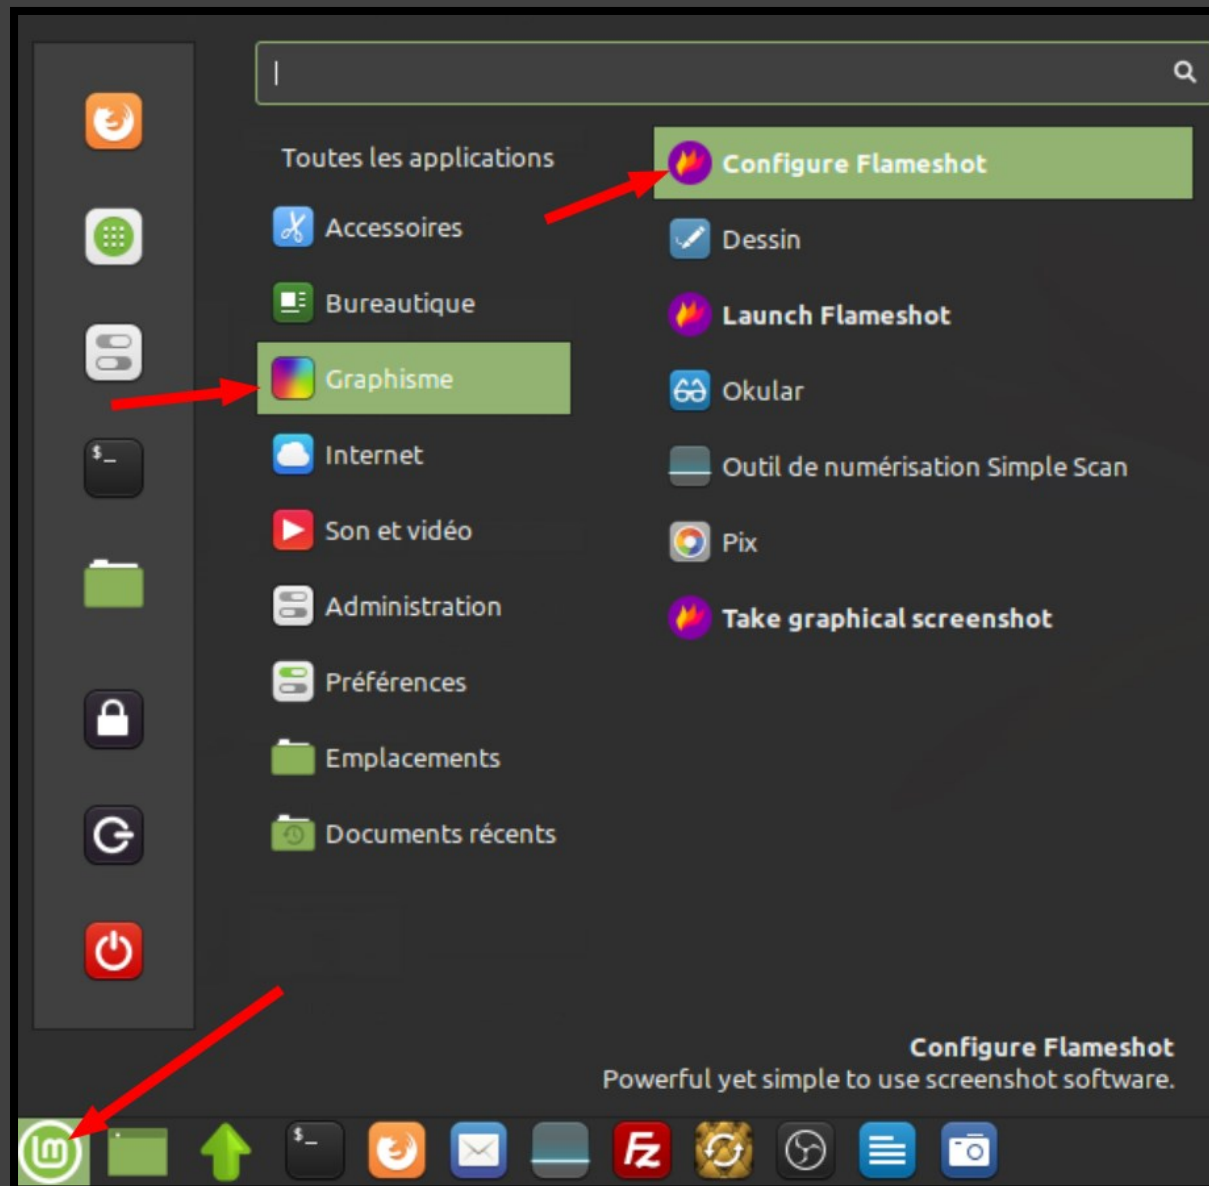 Toutes les applications
Accessoires
Bureautique
Graphisme
Internet
Son et vidéo
Administration
Préférences
Emplacements
Documents récents
Configure Flameshot
Dessin
Launch Flameshot
Okular
Outil de numérisation Simple Scan
Pix
Take graphical screenshot
Configure Flameshot
Powerful yet simple to use screenshot software.
$_
$_
Fz